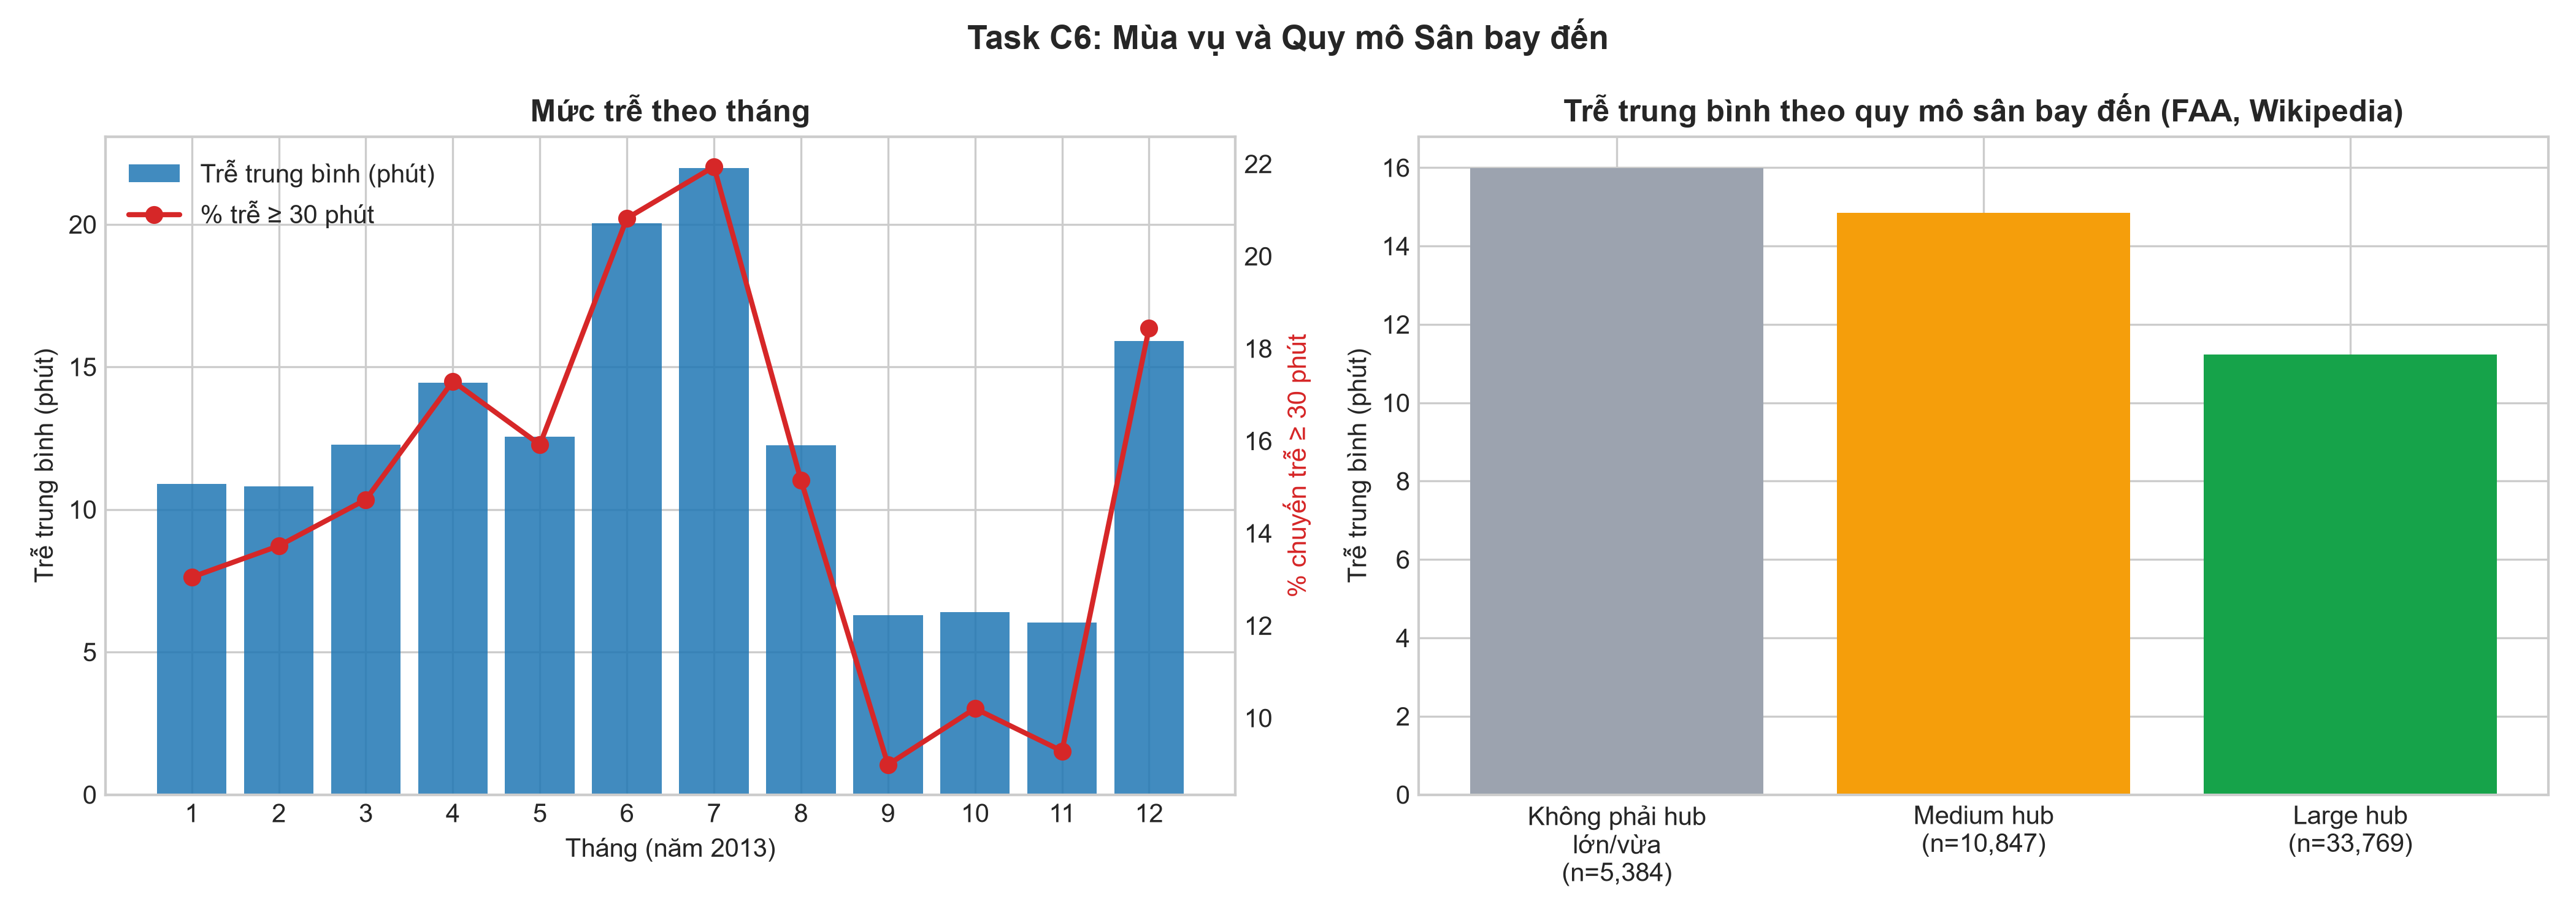 Task C6: Mùa vụ và Quy mô Sân bay đến
Mức trễ theo tháng
Trễ trung bình (phút)
% trễ ≥ 30 phút
20
15
10
5
0
Trễ trung bình (phút)
22
20
18
16
14
12
10
% chuyến trễ ≥ 30 phút
1 2 3 4 5 6 7 8 9 10 11 12
Tháng (năm 2013)
Trễ trung bình theo quy mô sân bay đến (FAA, Wikipedia)
16
14
12
10
8
6
4
2
0
Trễ trung bình (phút)
Không phải hub
lớn/vừa
(n=5,384)
Medium hub
(n=10,847)
Large hub
(n=33,769)